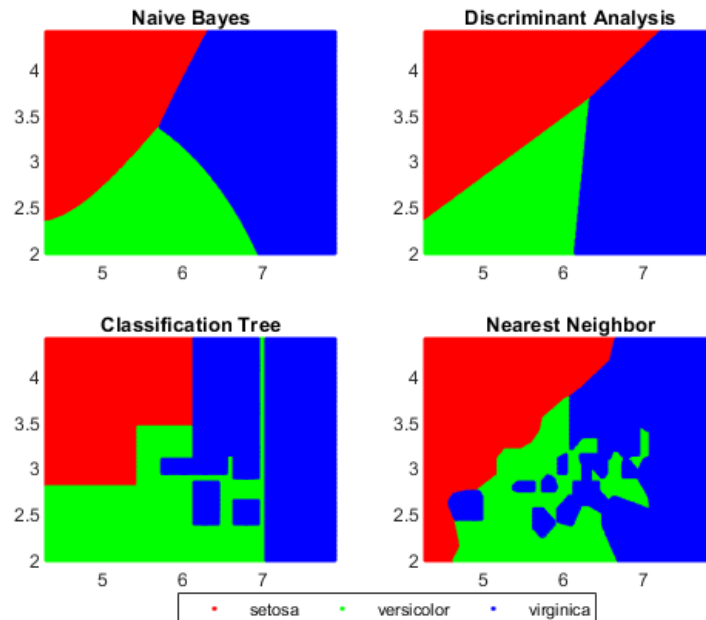 Naive Bayes
4
3.5
3
2.5
2
5 6 7
Discriminant Analysis
4
3.5
3
2.5
2
5 6 7
Classification Tree
4
3.5
3
2.5
2
5 6 7
Nearest Neighbor
4
3.5
3
2.5
2
5 6 7
setosa versicolor virginica